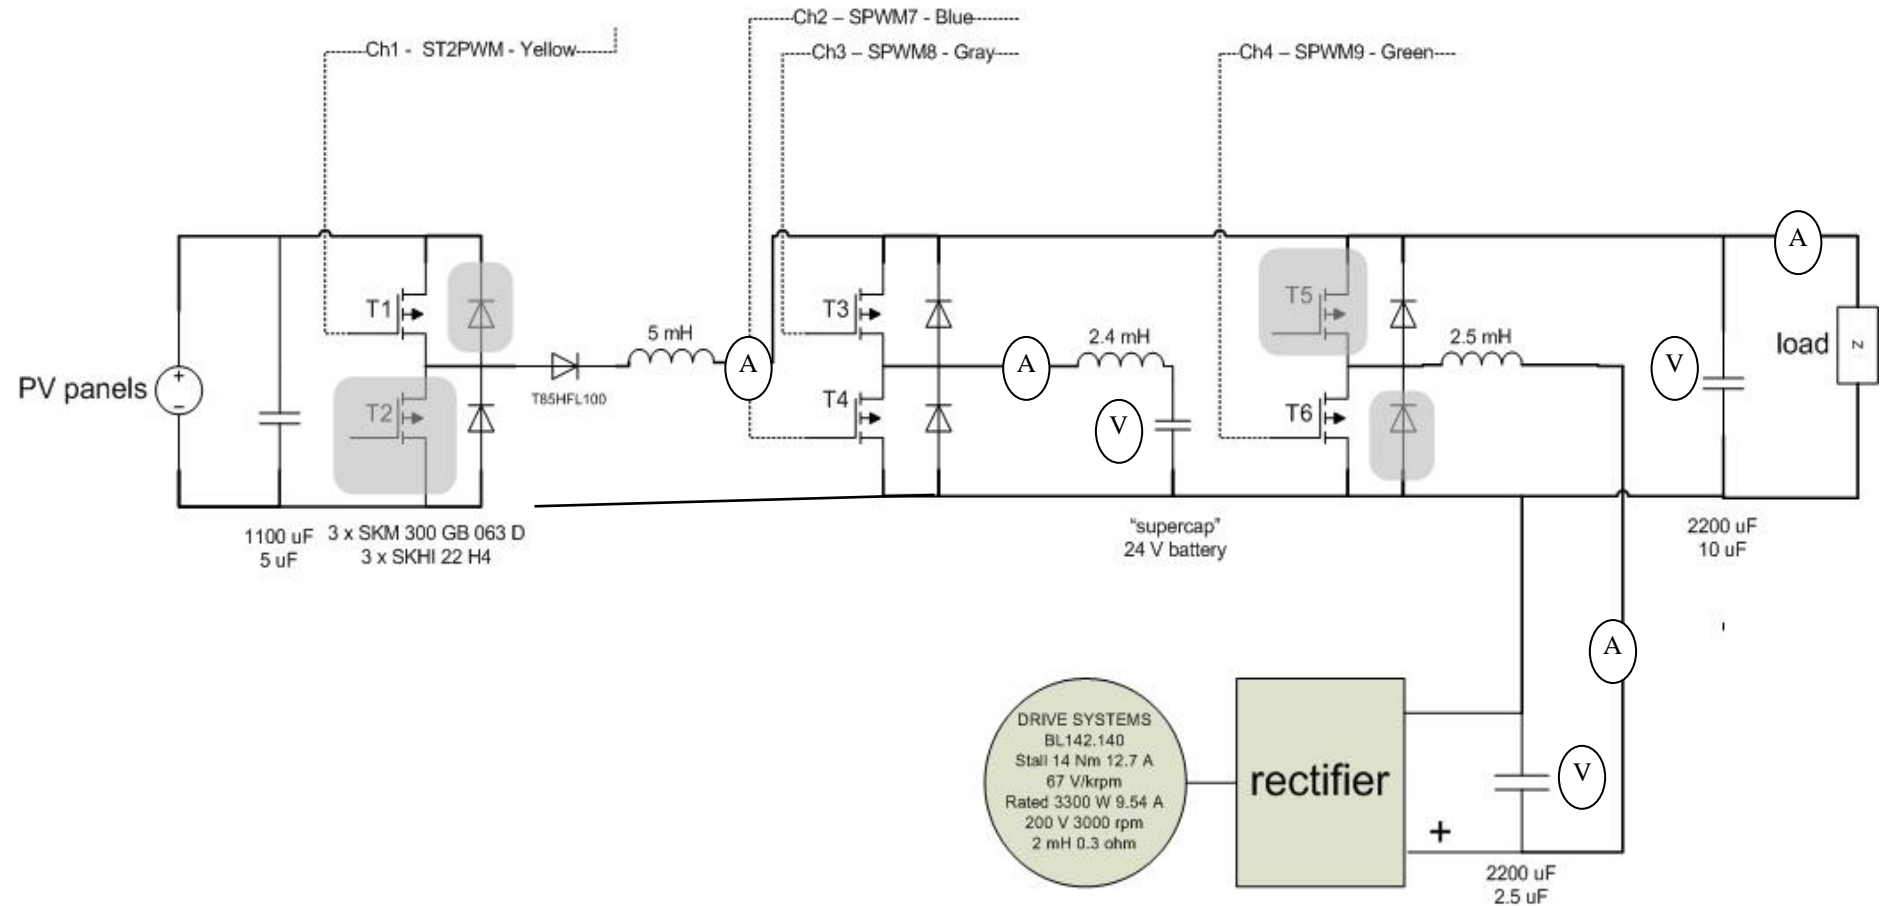 Ch2 – SPWM7 - Blue
Ch1 - ST2PWM - Yellow
Ch3 – SPWM8 - Gray
Ch4 – SPWM9 - Green
A
T1
T3
T5
5 mH
2.4 mH
2.5 mH
load
z
PV panels
+
–
A
A
V
T85HFL100
T2
T4
V
T6
1100 uF
5 uF
3 x SKM 300 GB 063 D
3 x SKHI 22 H4
"supercap"
24 V battery
2200 uF
10 uF
A
DRIVE SYSTEMS
BL142.140
Stall 14 Nm 12.7 A
67 V/krpm
Rated 3300 W 9.54 A
200 V 3000 rpm
2 mH 0.3 ohm
rectifier
+
V
2200 uF
2.5 uF